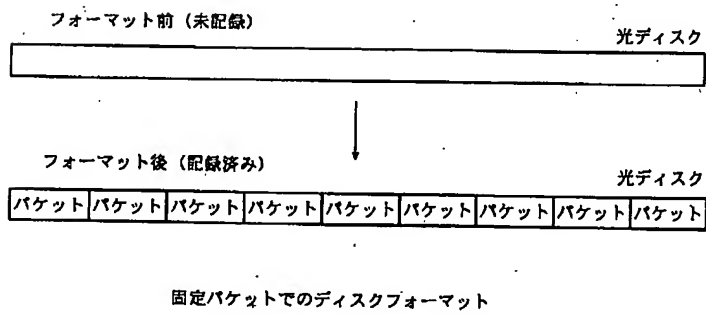 フォーマット前（未記録）
光ディスク
フォーマット後（記録済み）
光ディスク
パケット パケット パケット パケット パケット パケット パケット パケット パケット
固定パケットでのディスクフォーマット